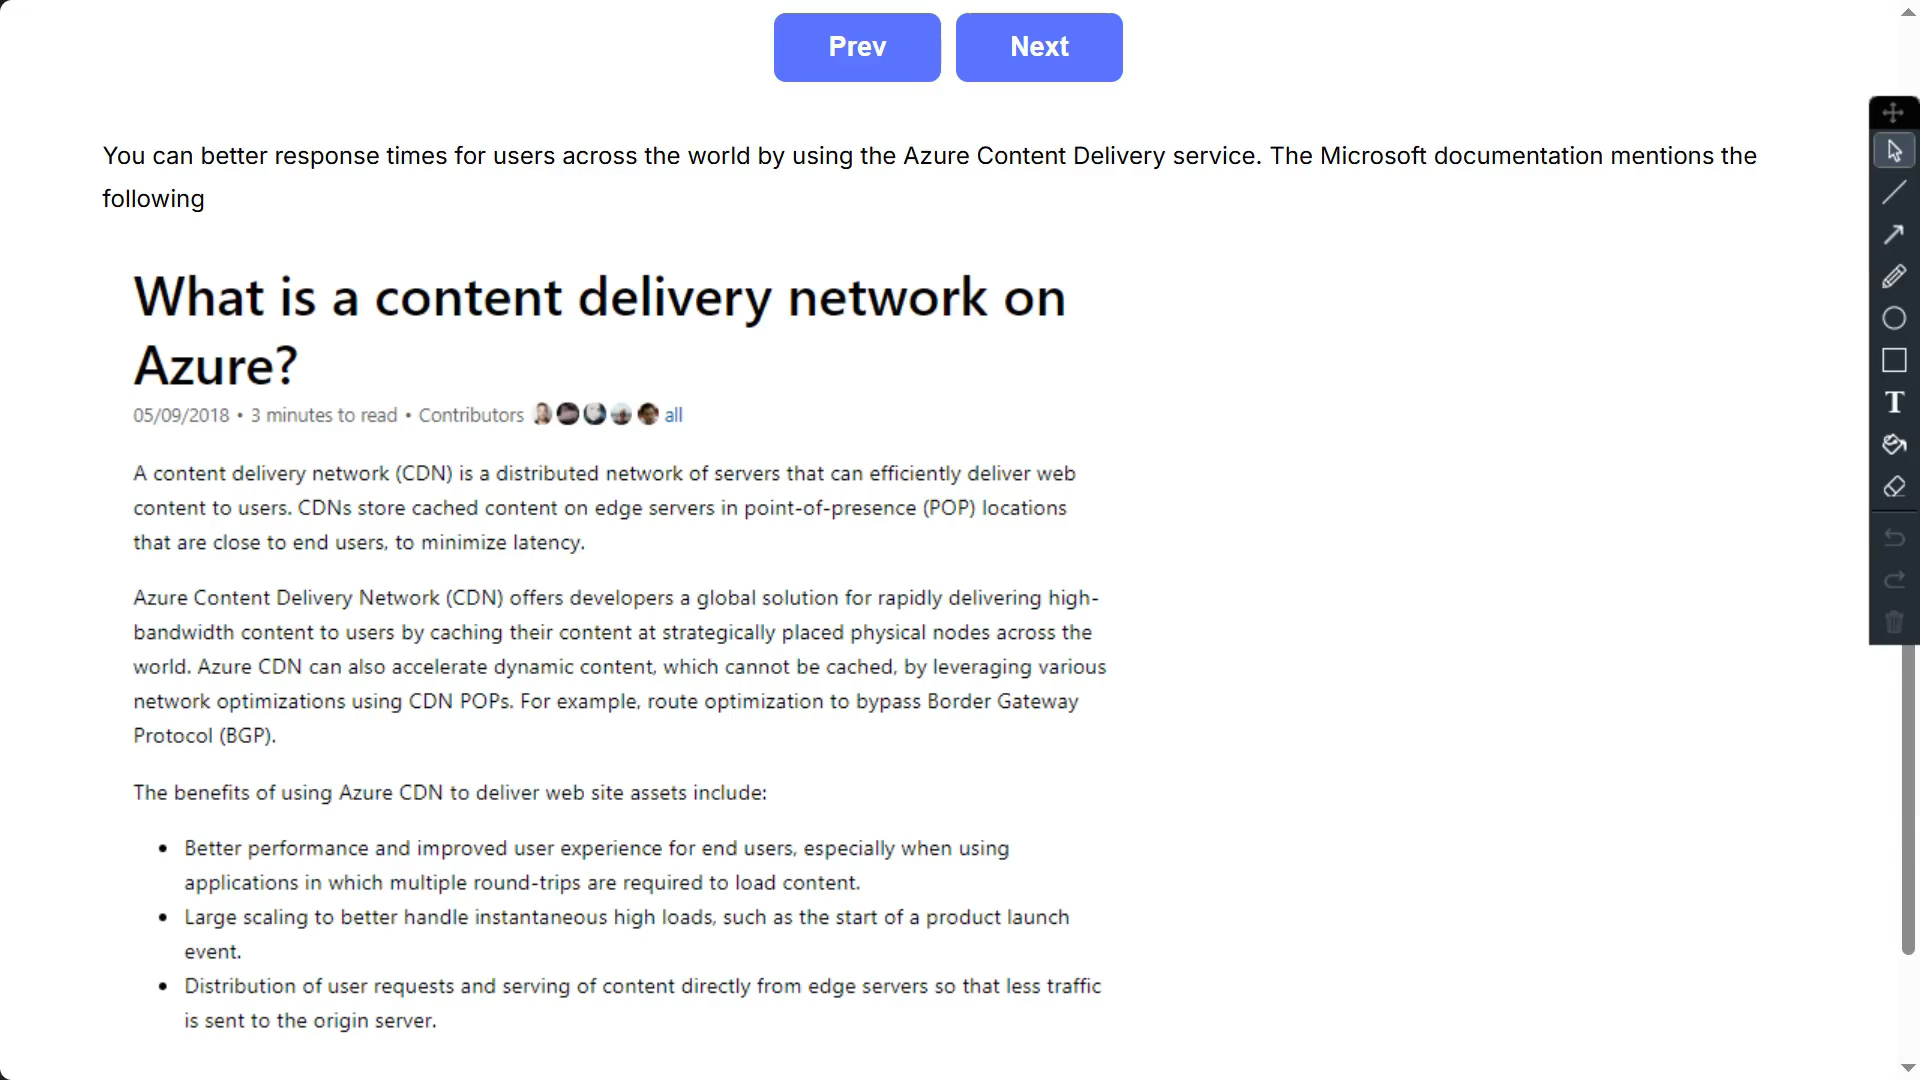 Prev Next
You can better response times for users across the world by using the Azure Content Delivery service. The Microsoft documentation mentions the
following
What is a content delivery network on
Azure?
05/09/2018 • 3 minutes to read • Contributors all
A content delivery network (CDN) is a distributed network of servers that can efficiently deliver web
content to users. CDNs store cached content on edge servers in point-of-presence (POP) locations
that are close to end users, to minimize latency.
Azure Content Delivery Network (CDN) offers developers a global solution for rapidly delivering high-
bandwidth content to users by caching their content at strategically placed physical nodes across the
world. Azure CDN can also accelerate dynamic content, which cannot be cached, by leveraging various
network optimizations using CDN POPs. For example, route optimization to bypass Border Gateway
Protocol (BGP).
The benefits of using Azure CDN to deliver web site assets include:
• Better performance and improved user experience for end users, especially when using
applications in which multiple round-trips are required to load content.
• Large scaling to better handle instantaneous high loads, such as the start of a product launch
event.
• Distribution of user requests and serving of content directly from edge servers so that less traffic
is sent to the origin server.
T